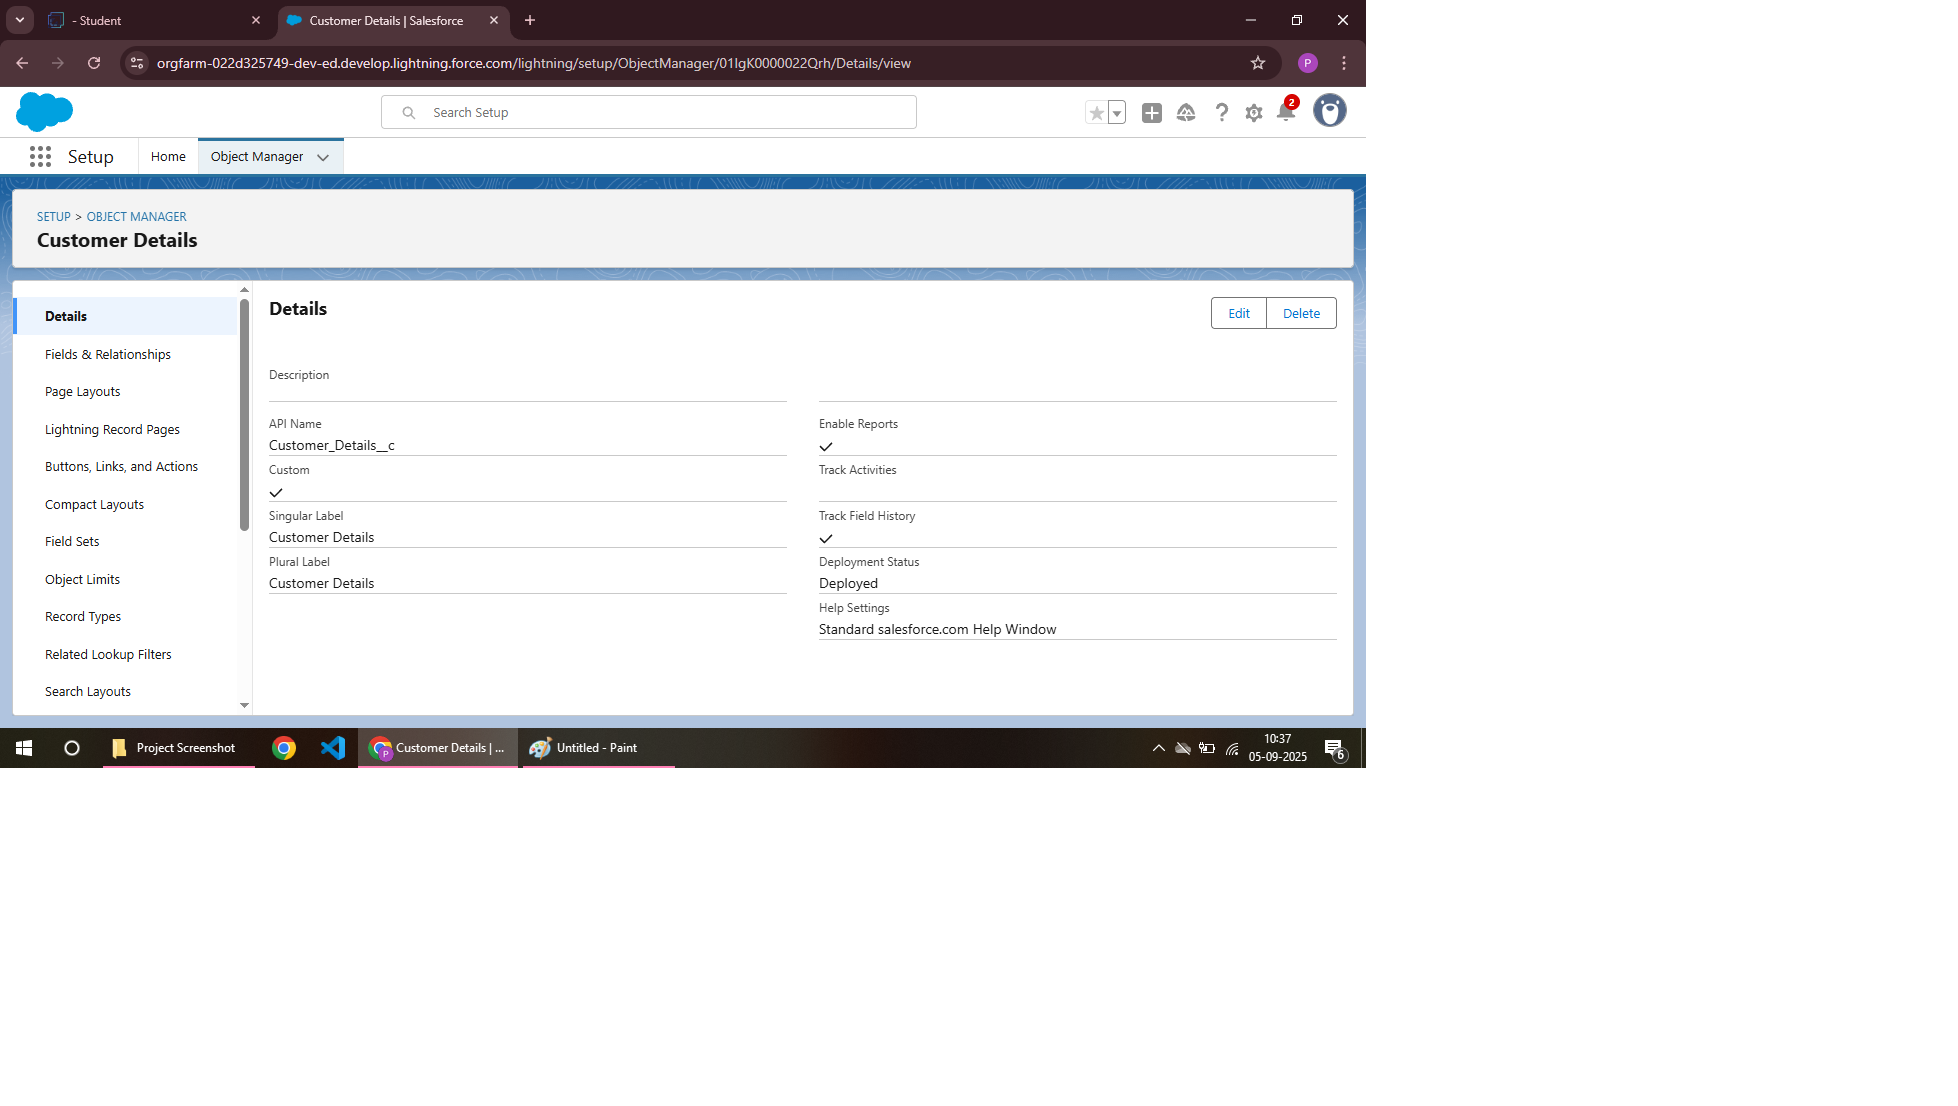 - Student
Customer Details | Salesforce
orgfarm-022d325749-dev-ed.develop.lightning.force.com/lightning/setup/ObjectManager/01IgK0000022Qrh/Details/view
P
Search Setup
2
Setup
Home
Object Manager
SETUP > OBJECT MANAGER
Customer Details
Details
Fields & Relationships
Page Layouts
Lightning Record Pages
Buttons, Links, and Actions
Compact Layouts
Field Sets
Object Limits
Record Types
Related Lookup Filters
Search Layouts
Details
Edit
Delete
Description
API Name
Customer_Details__c
Custom
Singular Label
Customer Details
Plural Label
Customer Details
Enable Reports
Track Activities
Track Field History
Deployment Status
Deployed
Help Settings
Standard salesforce.com Help Window
Project Screenshot
P
Customer Details | ...
Untitled - Paint
10:37
05-09-2025
6